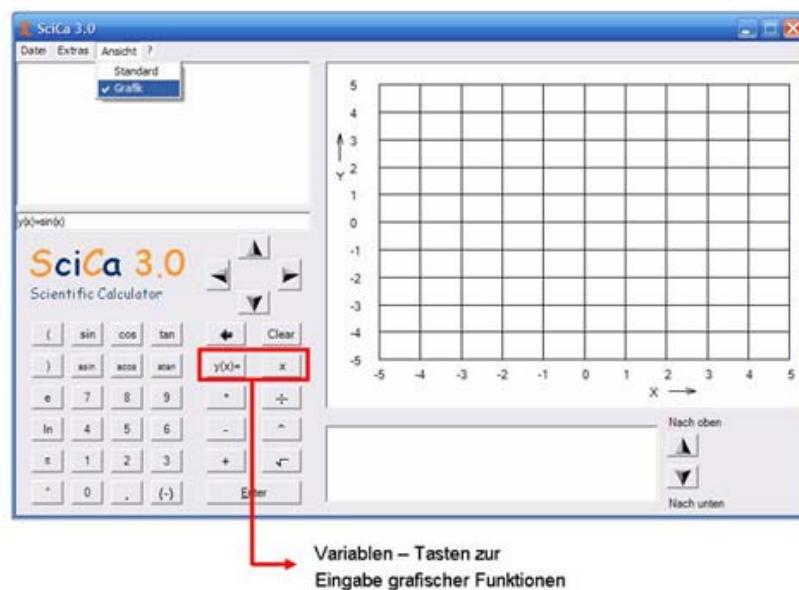 SciCa 3.0
Datei Extras Ansicht ?
Standard
Grafik
y(x)=sin(x)
SciCa 3.0
Scientific Calculator
( sin cos tan Clear
) asin acos atan y(x)= x
e 7 8 9 * ÷
ln 4 5 6 - ^
π 1 2 3 + √
° 0 , (-) Enter
5
4
3
2
1
0
-1
-2
-3
-4
-5
Y
-5 -4 -3 -2 -1 0 1 2 3 4 5
X
Nach oben
Nach unten
Variablen – Tasten zur
Eingabe grafischer Funktionen